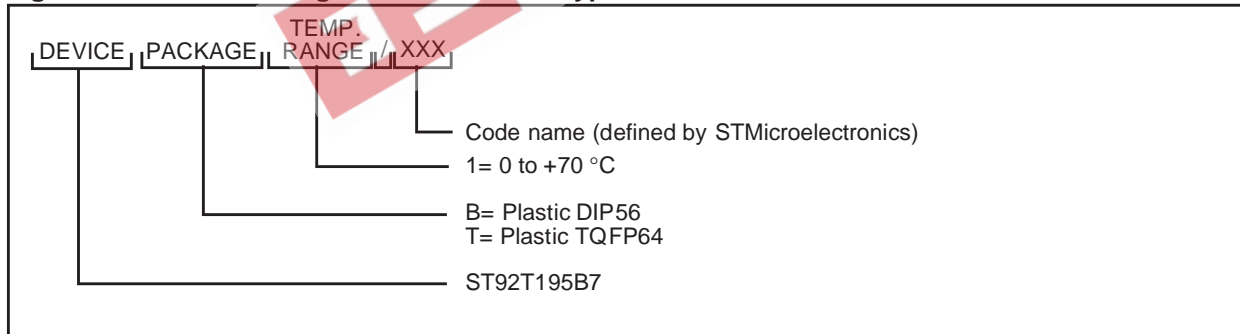 TEMP.
DEVICE PACKAGE RANGE / XXX
Code name (defined by STMicroelectronics)
1= 0 to +70 °C
B= Plastic DIP56
T= Plastic TQFP64
ST92T195B7